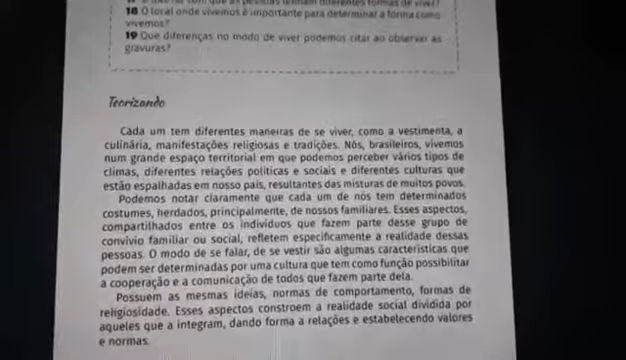 que as pessoas tenham diferentes formas de viver?
18 O local onde vivemos é importante para determinar a forma como
vivemos?
19 Que diferenças no modo de viver podemos citar ao observar as
gravuras?
Teorizando
Cada um tem diferentes maneiras de se viver, como a vestimenta, a
culinária, manifestações religiosas e tradições. Nós, brasileiros, vivemos
num grande espaço territorial em que podemos perceber vários tipos de
climas, diferentes relações políticas e sociais e diferentes culturas que
estão espalhadas em nosso país, resultantes das misturas de muitos povos.
Podemos notar claramente que cada um de nós tem determinados
costumes, herdados, principalmente, de nossos familiares. Esses aspectos,
compartilhados entre os indivíduos que fazem parte desse grupo de
convívio familiar ou social, refletem especificamente a realidade dessas
pessoas. O modo de se falar, de se vestir são algumas características que
podem ser determinadas por uma cultura que tem como função possibilitar
a cooperação e a comunicação de todos que fazem parte dela.
Possuem as mesmas ideias, normas de comportamento, formas de
religiosidade. Esses aspectos constroem a realidade social dividida por
aqueles que a integram, dando forma a relações e estabelecendo valores
e normas.